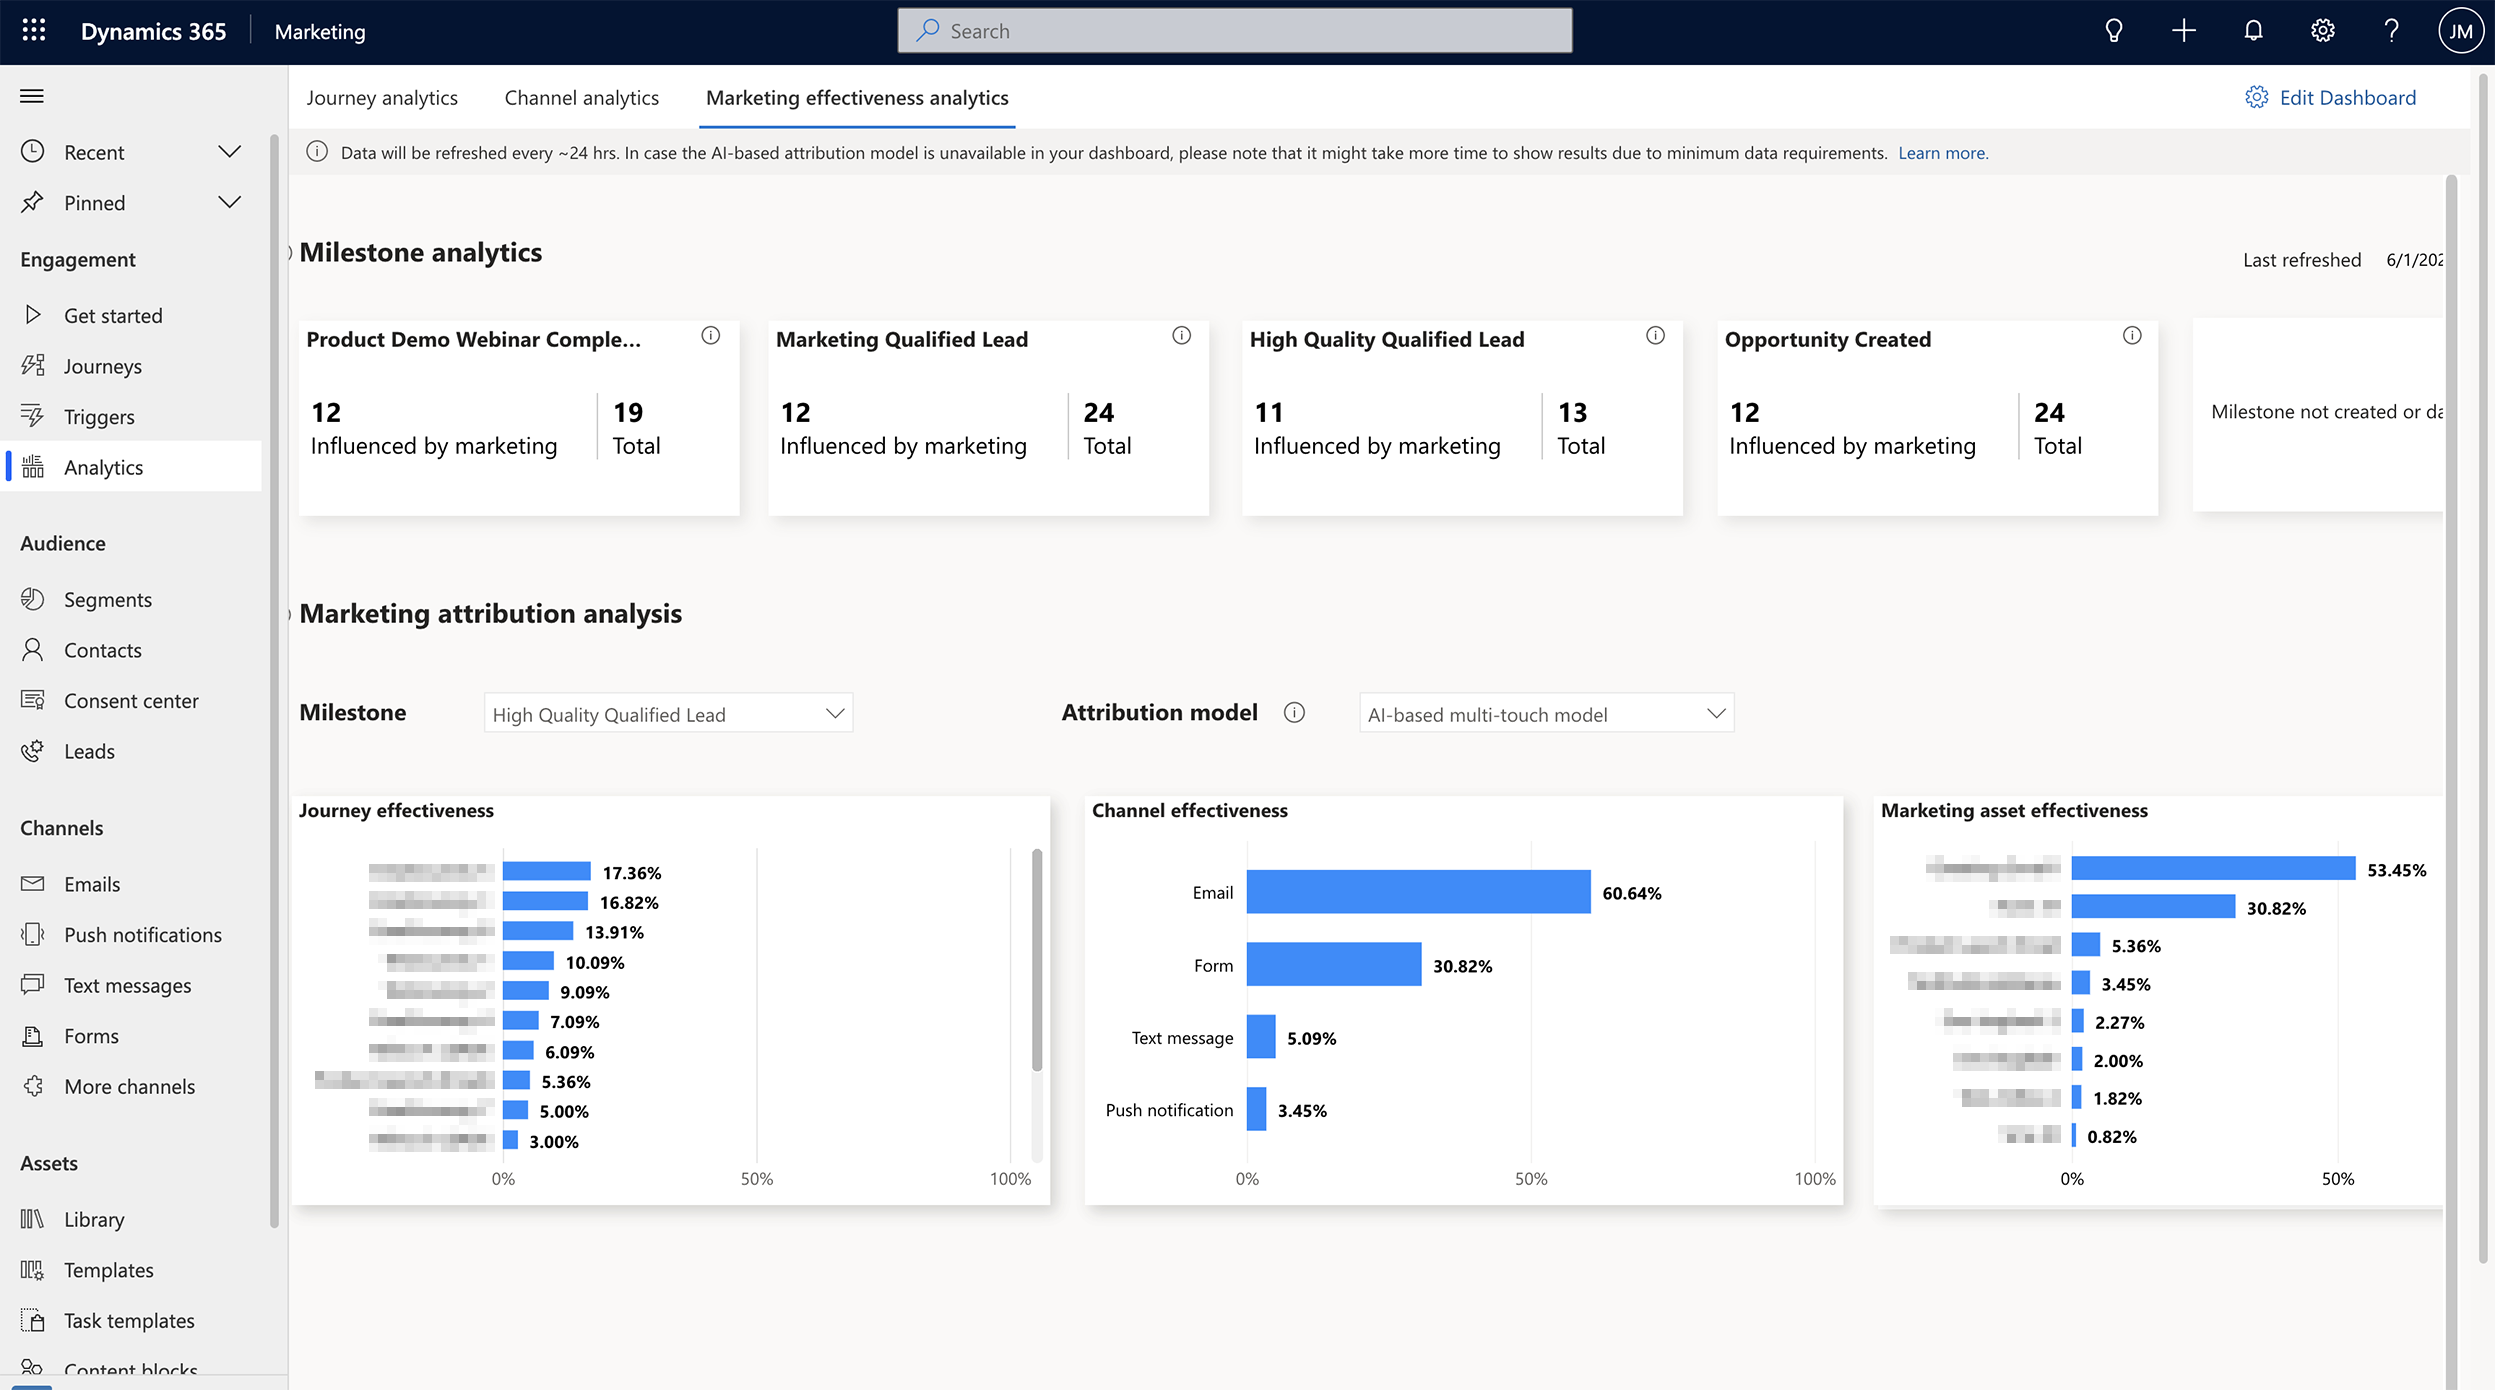 Dynamics 365 Marketing
Search
JM
Recent
Pinned
Engagement
Get started
Journeys
Triggers
Analytics
Audience
Segments
Contacts
Consent center
Leads
Channels
Emails
Push notifications
Text messages
Forms
More channels
Assets
Library
Templates
Task templates
Content blocks
Journey analytics Channel analytics Marketing effectiveness analytics
Edit Dashboard
Data will be refreshed every ~24 hrs. In case the AI-based attribution model is unavailable in your dashboard, please note that it might take more time to show results due to minimum data requirements. Learn more.
Milestone analytics
Last refreshed 6/1/202
Product Demo Webinar Comple...
12 19
Influenced by marketing Total
Marketing Qualified Lead
12 24
Influenced by marketing Total
High Quality Qualified Lead
11 13
Influenced by marketing Total
Opportunity Created
12 24
Influenced by marketing Total
Milestone not created or da
Marketing attribution analysis
Milestone High Quality Qualified Lead
Attribution model AI-based multi-touch model
Journey effectiveness
17.36%
16.82%
13.91%
10.09%
9.09%
7.09%
6.09%
5.36%
5.00%
3.00%
0% 50% 100%
Channel effectiveness
Email 60.64%
Form 30.82%
Text message 5.09%
Push notification 3.45%
0% 50% 100%
Marketing asset effectiveness
53.45%
30.82%
5.36%
3.45%
2.27%
2.00%
1.82%
0.82%
0% 50%